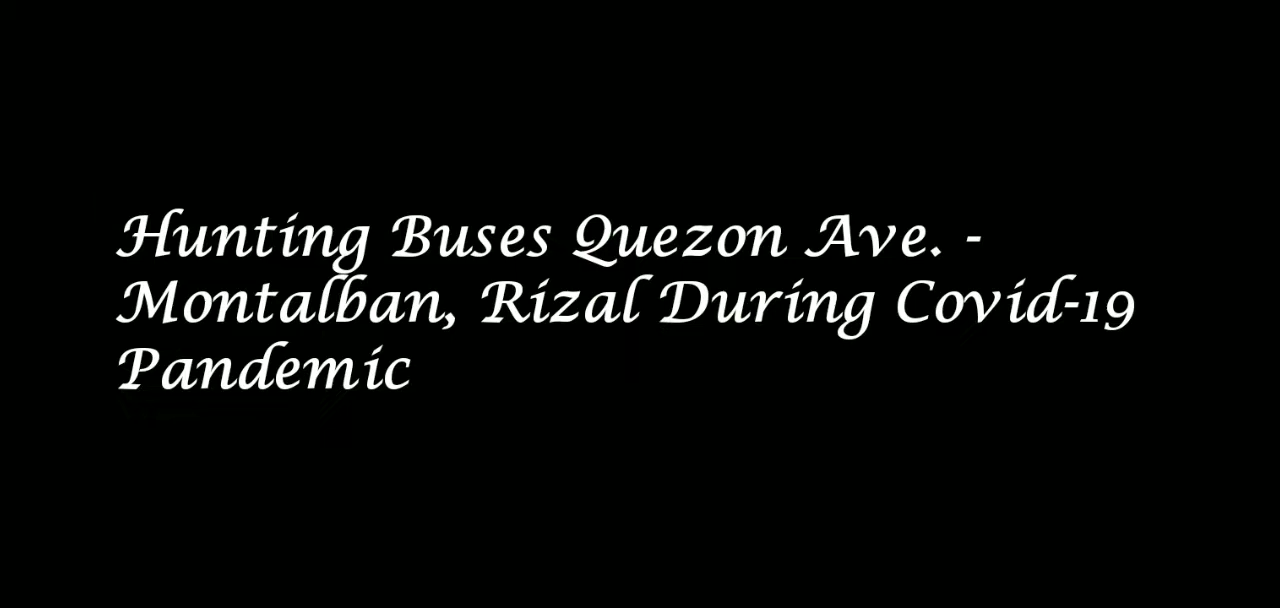 Hunting Buses Quezon Ave. -
Montalban, Rizal During Covid-19
Pandemic